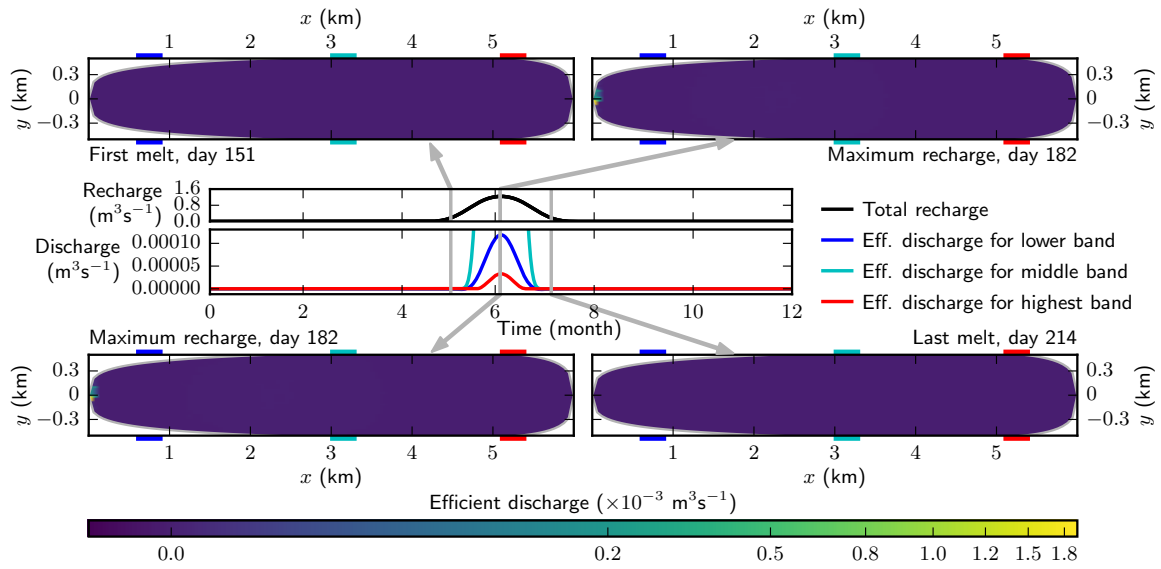 x (km)
x (km)
1 2 3 4 5
1 2 3 4 5
y (km)
0.3
0
−0.3
0.3
0
−0.3
y (km)
First melt, day 151
Maximum recharge, day 182
Recharge
(m³s⁻¹)
1.6
0.8
0.0
Discharge
(m³s⁻¹)
0.00010
0.00005
0.00000
0 2 4 6 8 10 12
Time (month)
Total recharge
Eff. discharge for lower band
Eff. discharge for middle band
Eff. discharge for highest band
Maximum recharge, day 182
Last melt, day 214
y (km)
0.3
0
−0.3
0.3
0
−0.3
y (km)
1 2 3 4 5
1 2 3 4 5
x (km)
x (km)
Efficient discharge (×10⁻³ m³s⁻¹)
0.0 0.2 0.5 0.8 1.0 1.2 1.5 1.8